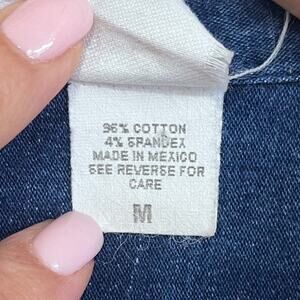 96% COTTON
4% SPANDEX
MADE IN MEXICO
SEE REVERSE FOR
CARE
M